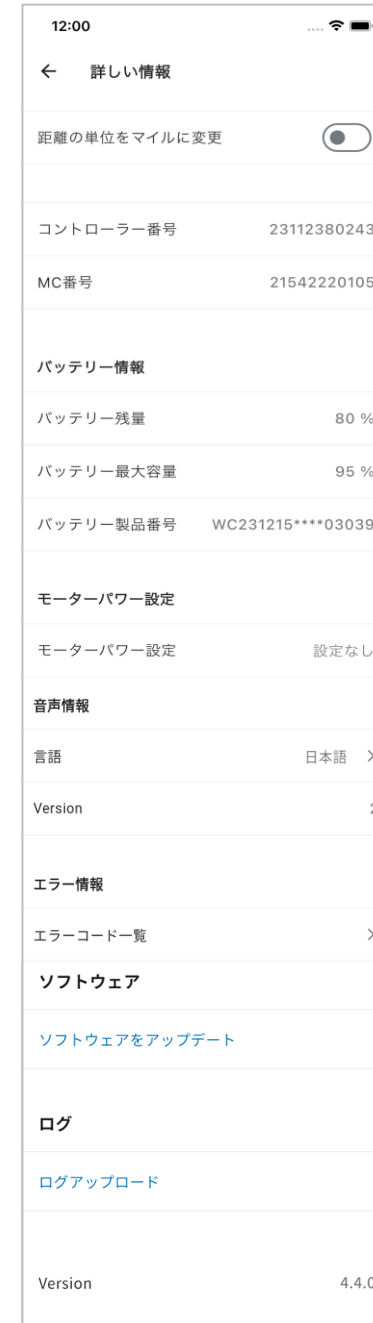 12:00
詳しい情報
距離の単位をマイルに変更
コントローラー番号 23112380243
MC番号 21542220105
バッテリー情報
バッテリー残量 80 %
バッテリー最大容量 95 %
バッテリー製品番号 WC231215****03039
モーターパワー設定
モーターパワー設定 設定なし
音声情報
言語 日本語
Version 2
エラー情報
エラーコード一覧
ソフトウェア
ソフトウェアをアップデート
ログ
ログアップロード
Version 4.4.0